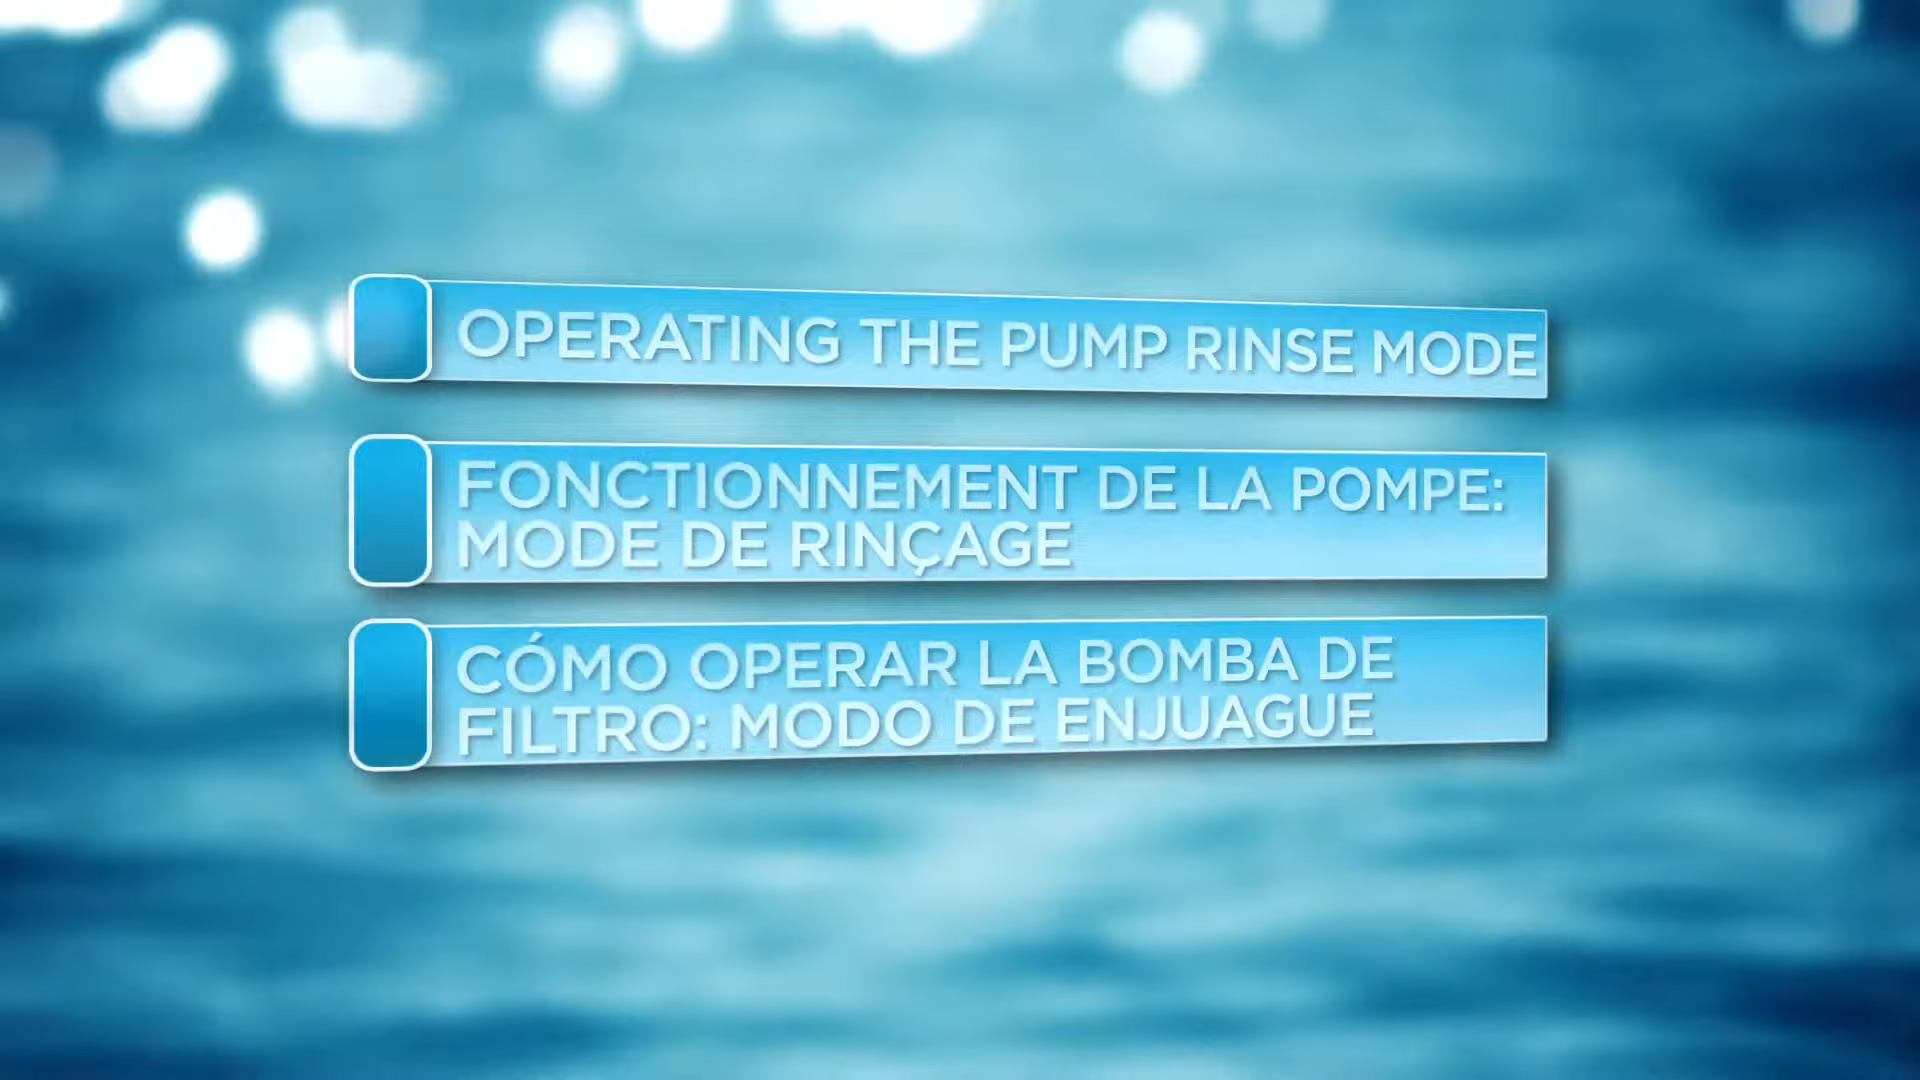 OPERATING THE PUMP RINSE MODE
FONCTIONNEMENT DE LA POMPE:
MODE DE RINÇAGE
CÓMO OPERAR LA BOMBA DE
FILTRO: MODO DE ENJUAGUE